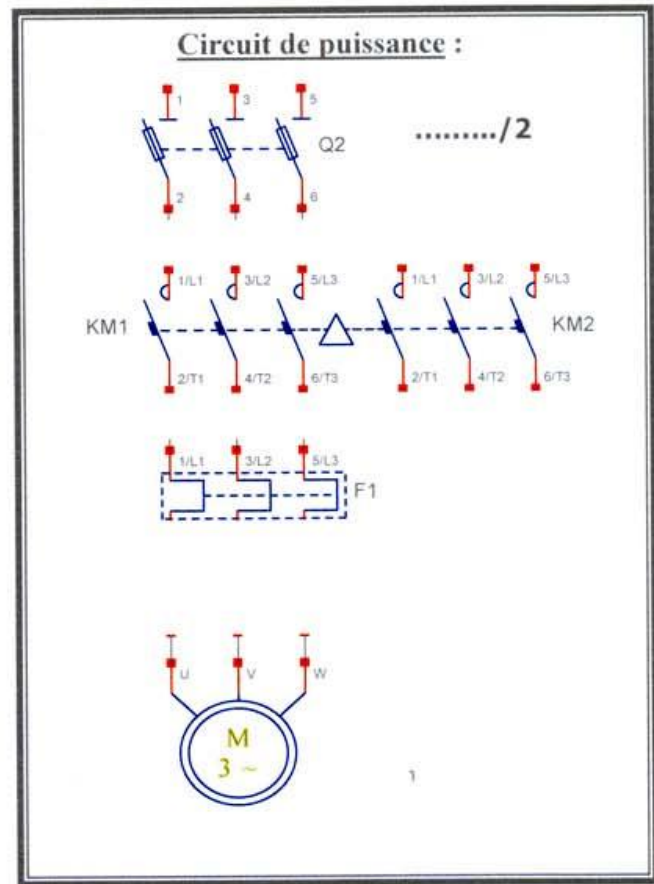 Circuit de puissance :
1 3 5
........./2
Q2
2 4 6
1/L1 3/L2 5/L3 1/L1 3/L2 5/L3
KM1 KM2
2/T1 4/T2 6/T3 2/T1 4/T2 6/T3
1/L1 3/L2 5/L3
F1
U V W
M
3 ~
1